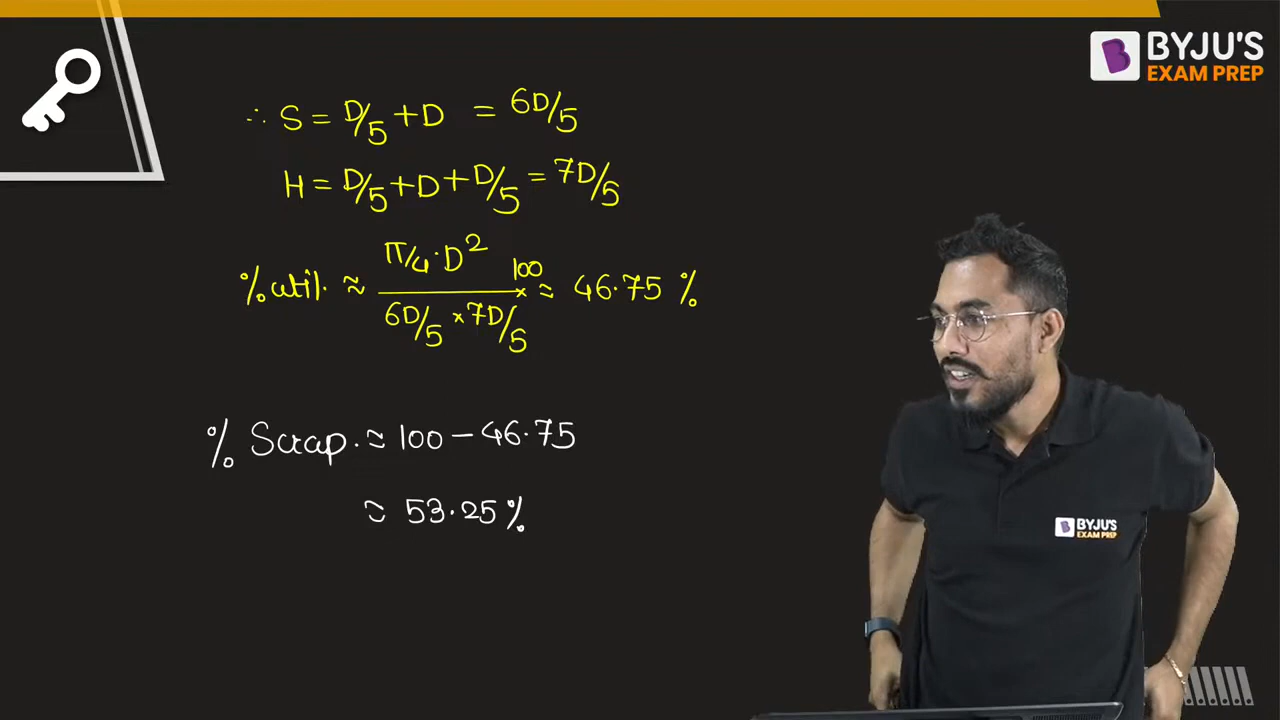 BYJU'S
EXAM PREP
∴ S = D/5 + D = 6D/5
H = D/5 + D + D/5 = 7D/5
% util. ≈ (π/4 · D²) / (6D/5 × 7D/5) × 100 ≈ 46.75 %
% Scrap. ≈ 100 – 46.75
≈ 53.25 %
BYJU'S
EXAM PREP